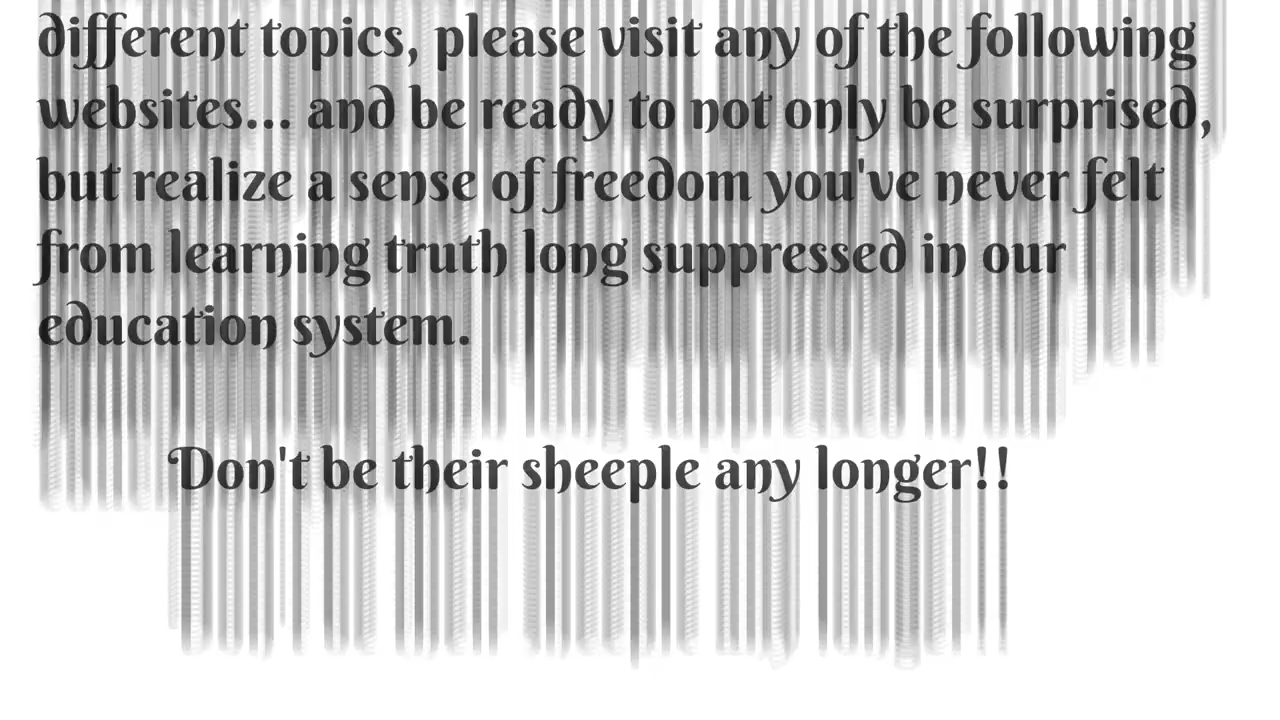 different topics, please visit any of the following
websites... and be ready to not only be surprised,
but realize a sense of freedom you've never felt
from learning truth long suppressed in our
education system.
Don't be their sheeple any longer!!